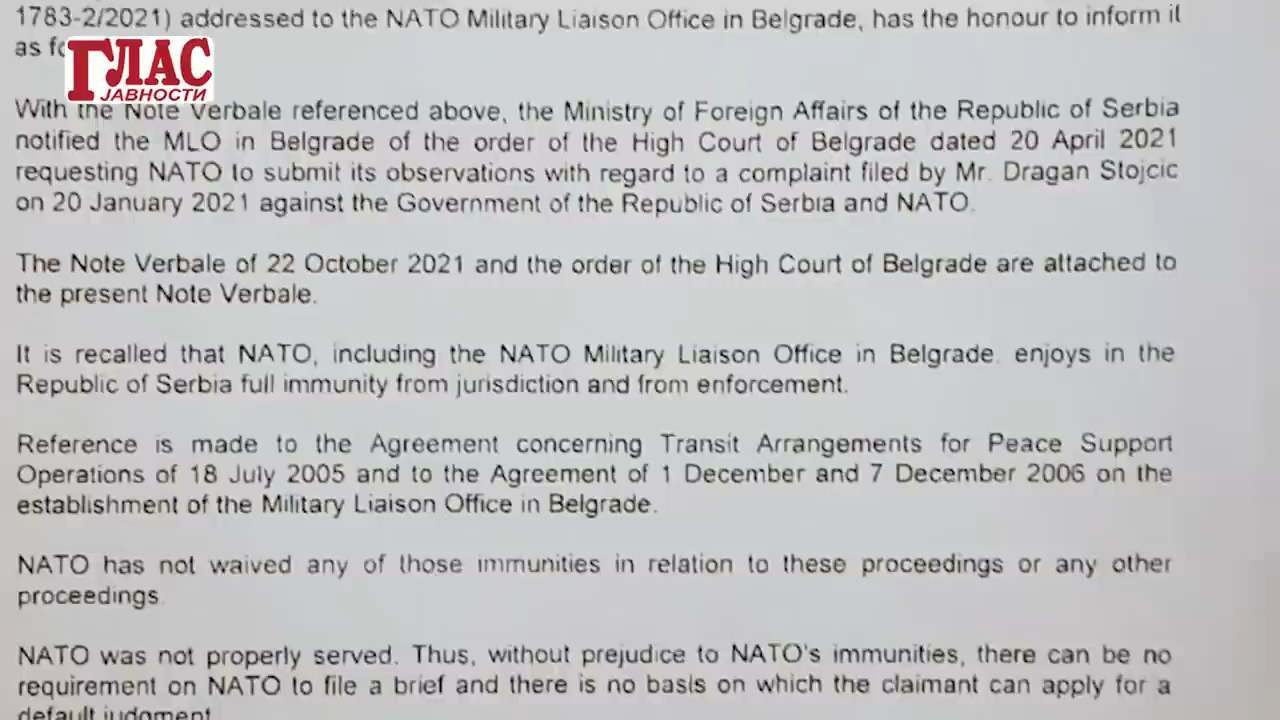 1783-2/2021) addressed to the NATO Military Liaison Office in Belgrade, has the honour to inform it
as
ГЛАС
ЈАВНОСТИ
With the Note Verbale referenced above, the Ministry of Foreign Affairs of the Republic of Serbia
notified the MLO in Belgrade of the order of the High Court of Belgrade dated 20 April 2021
requesting NATO to submit its observations with regard to a complaint filed by Mr. Dragan Stojcic
on 20 January 2021 against the Government of the Republic of Serbia and NATO.
The Note Verbale of 22 October 2021 and the order of the High Court of Belgrade are attached to
the present Note Verbale.
It is recalled that NATO, including the NATO Military Liaison Office in Belgrade, enjoys in the
Republic of Serbia full immunity from jurisdiction and from enforcement.
Reference is made to the Agreement concerning Transit Arrangements for Peace Support
Operations of 18 July 2005 and to the Agreement of 1 December and 7 December 2006 on the
establishment of the Military Liaison Office in Belgrade.
NATO has not waived any of those immunities in relation to these proceedings or any other
proceedings.
NATO was not properly served. Thus, without prejudice to NATO's immunities, there can be no
requirement on NATO to file a brief and there is no basis on which the claimant can apply for a
default judgment